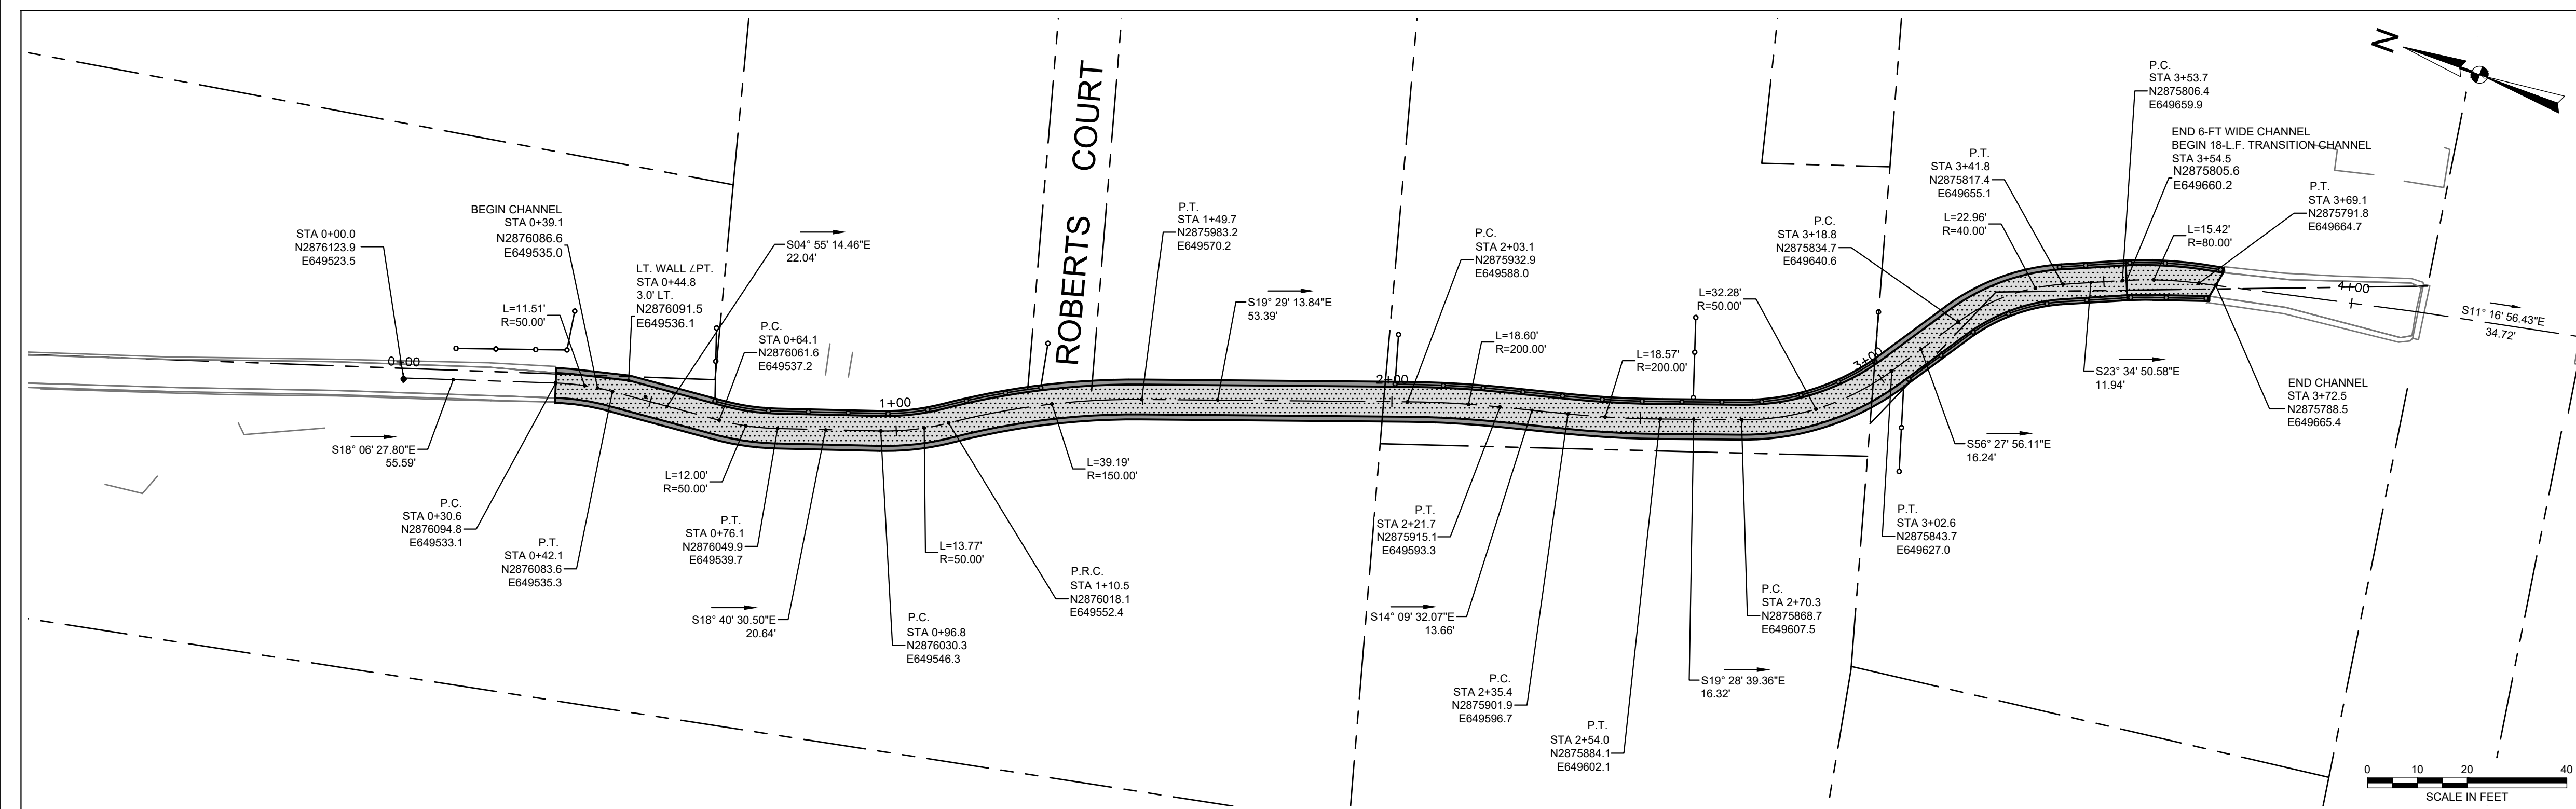 N
P.C.
STA 3+53.7
N2875806.4
E649659.9
END 6-FT WIDE CHANNEL
BEGIN 18-L.F. TRANSITION CHANNEL
STA 3+54.5
N2875805.6
E649660.2
P.T.
STA 3+69.1
N2875791.8
E649664.7
P.T.
STA 3+41.8
N2875817.4
E649655.1
L=22.96'
R=40.00'
L=15.42'
R=80.00'
P.C.
STA 3+18.8
N2875834.7
E649640.6
ROBERTS COURT
P.T.
STA 1+49.7
N2875983.2
E649570.2
P.C.
STA 2+03.1
N2875932.9
E649588.0
BEGIN CHANNEL
STA 0+39.1
N2876086.6
E649535.0
STA 0+00.0
N2876123.9
E649523.5
S04° 55' 14.46"E
22.04'
LT. WALL ∠PT.
STA 0+44.8
3.0' LT.
N2876091.5
E649536.1
L=11.51'
R=50.00'
P.C.
STA 0+64.1
N2876061.6
E649537.2
S19° 29' 13.84"E
53.39'
L=18.60'
R=200.00'
L=18.57'
R=200.00'
L=32.28'
R=50.00'
0+00
1+00
2+00
3+00
4+00
S11° 16' 56.43"E
34.72'
S23° 34' 50.58"E
11.94'
END CHANNEL
STA 3+72.5
N2875788.5
E649665.4
S18° 06' 27.80"E
55.59'
L=12.00'
R=50.00'
L=39.19'
R=150.00'
S56° 27' 56.11"E
16.24'
P.C.
STA 0+30.6
N2876094.8
E649533.1
P.T.
STA 0+42.1
N2876083.6
E649535.3
P.T.
STA 0+76.1
N2876049.9
E649539.7
L=13.77'
R=50.00'
P.R.C.
STA 1+10.5
N2876018.1
E649552.4
P.T.
STA 2+21.7
N2875915.1
E649593.3
P.T.
STA 3+02.6
N2875843.7
E649627.0
S18° 40' 30.50"E
20.64'
P.C.
STA 0+96.8
N2876030.3
E649546.3
S14° 09' 32.07"E
13.66'
P.C.
STA 2+70.3
N2875868.7
E649607.5
P.C.
STA 2+35.4
N2875901.9
E649596.7
S19° 28' 39.36"E
16.32'
P.T.
STA 2+54.0
N2875884.1
E649602.1
0 10 20 40
SCALE IN FEET